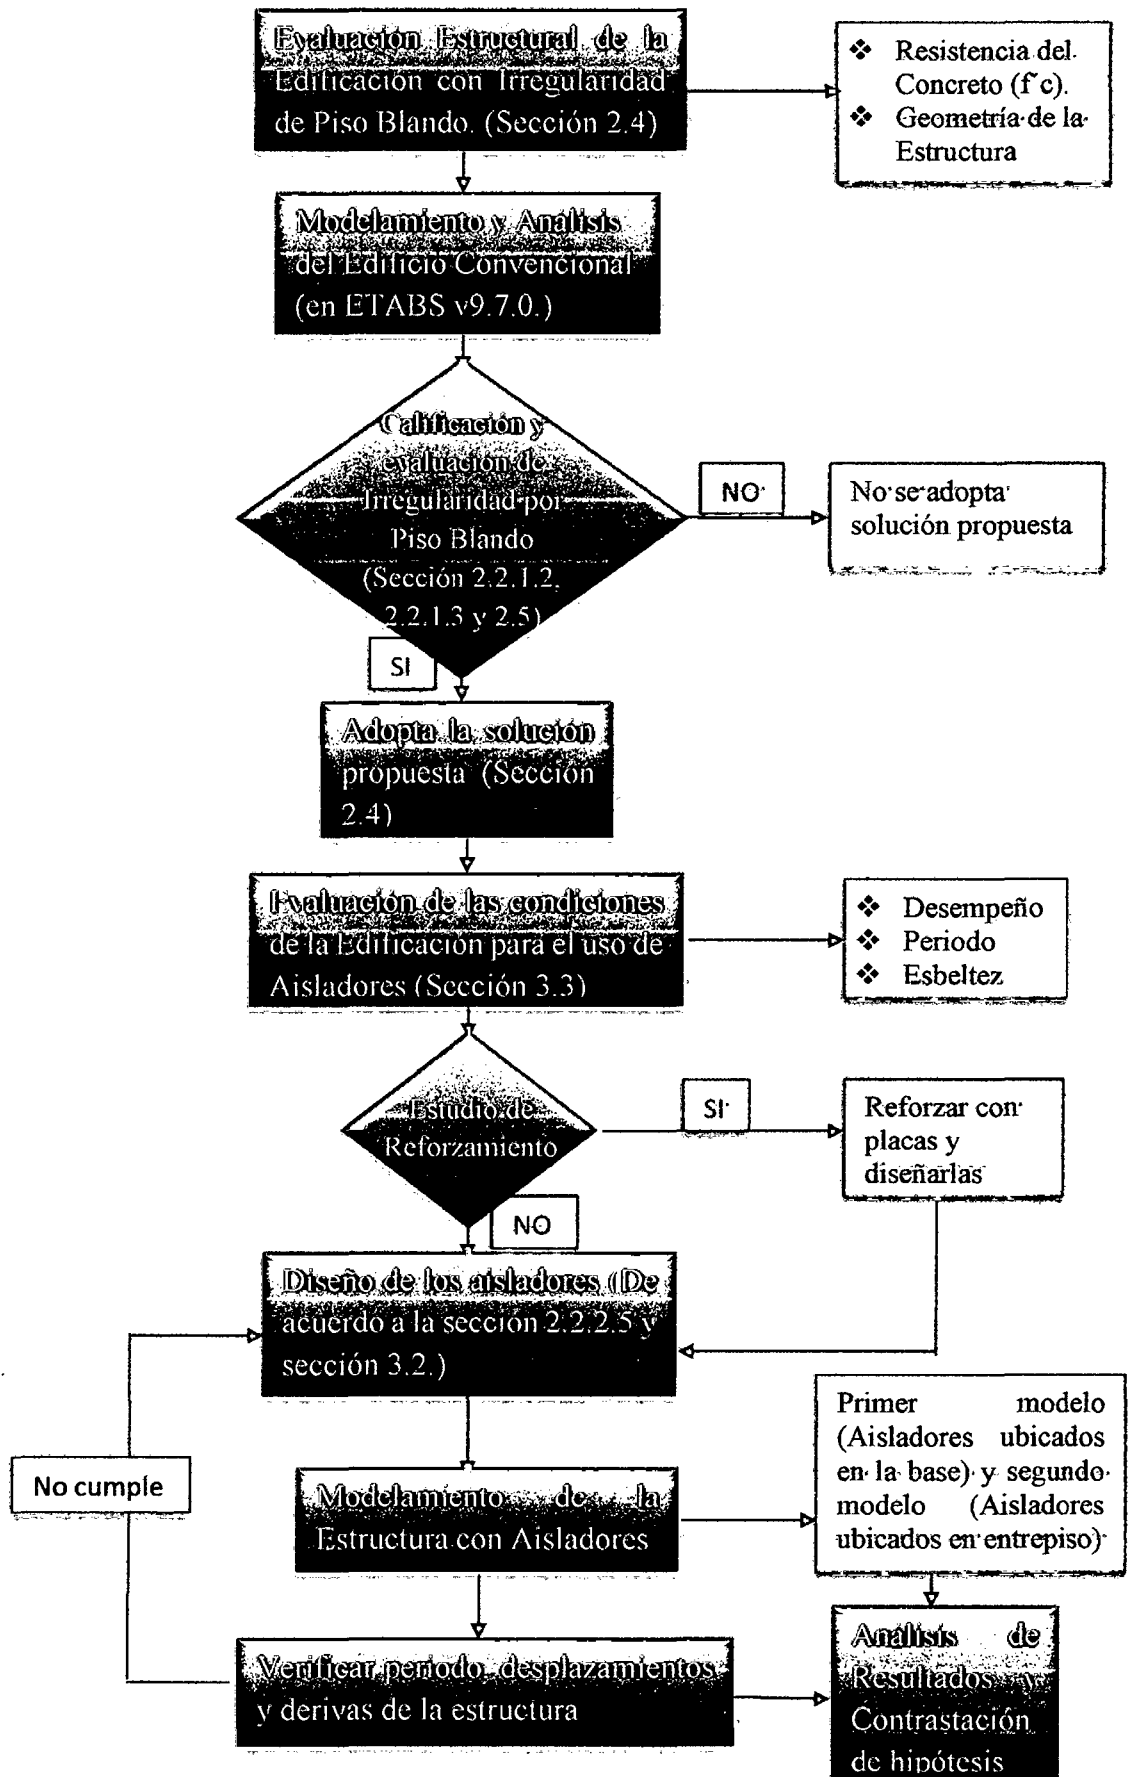 Evaluación Estructural de la
Edificación con Irregularidad
de Piso Blando. (Sección 2.4)
❖ Resistencia del
Concreto (f´c).
❖ Geometría de la
Estructura
Modelamiento y Análisis
del Edificio Convencional
(en ETABS v9.7.0.)
Calificación y
evaluación de
Irregularidad por
Piso Blando
(Sección 2.2.1.2,
2.2.1.3 y 2.5)
NO
No se adopta
solución propuesta
SI
Adopta la solución
propuesta (Sección
2.4)
Evaluación de las condiciones
de la Edificación para el uso de
Aisladores (Sección 3.3)
❖ Desempeño
❖ Periodo
❖ Esbeltez
Estudio de
Reforzamiento
SI
Reforzar con
placas y
diseñarlas
NO
Diseño de los aisladores (De
acuerdo a la sección 2.2.2.5 y
sección 3.2.)
Primer modelo
(Aisladores ubicados
en la base) y segundo
modelo (Aisladores
ubicados en entrepiso)
No cumple
Modelamiento de la
Estructura con Aisladores
Verificar periodo, desplazamientos
y derivas de la estructura
Análisis de
Resultados y
Contrastación
de hipótesis